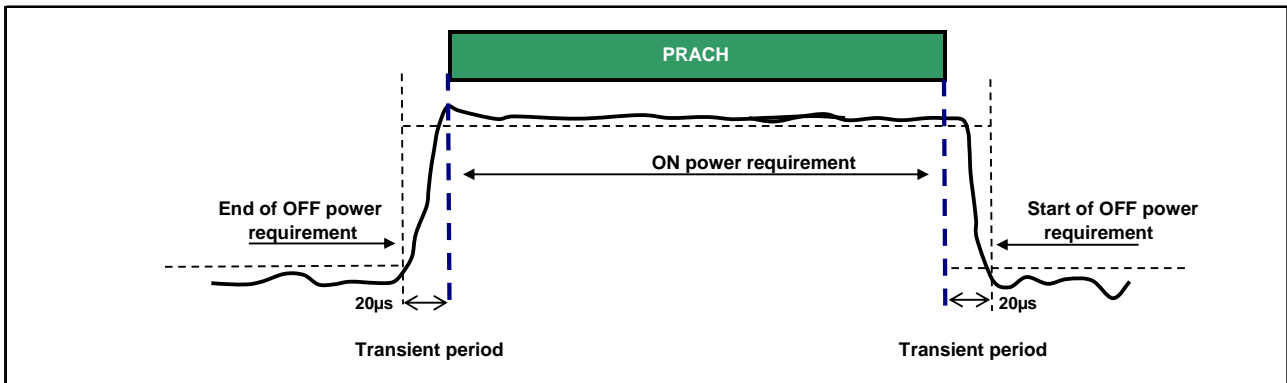 PRACH
ON power requirement
End of OFF power
requirement
Start of OFF power
requirement
20µs
20µs
Transient period
Transient period